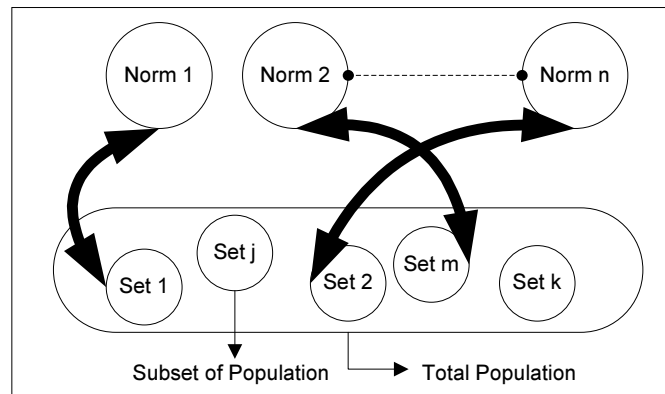 Norm 1
Norm 2
Norm n
Set 1
Set j
Set 2
Set m
Set k
Subset of Population
Total Population